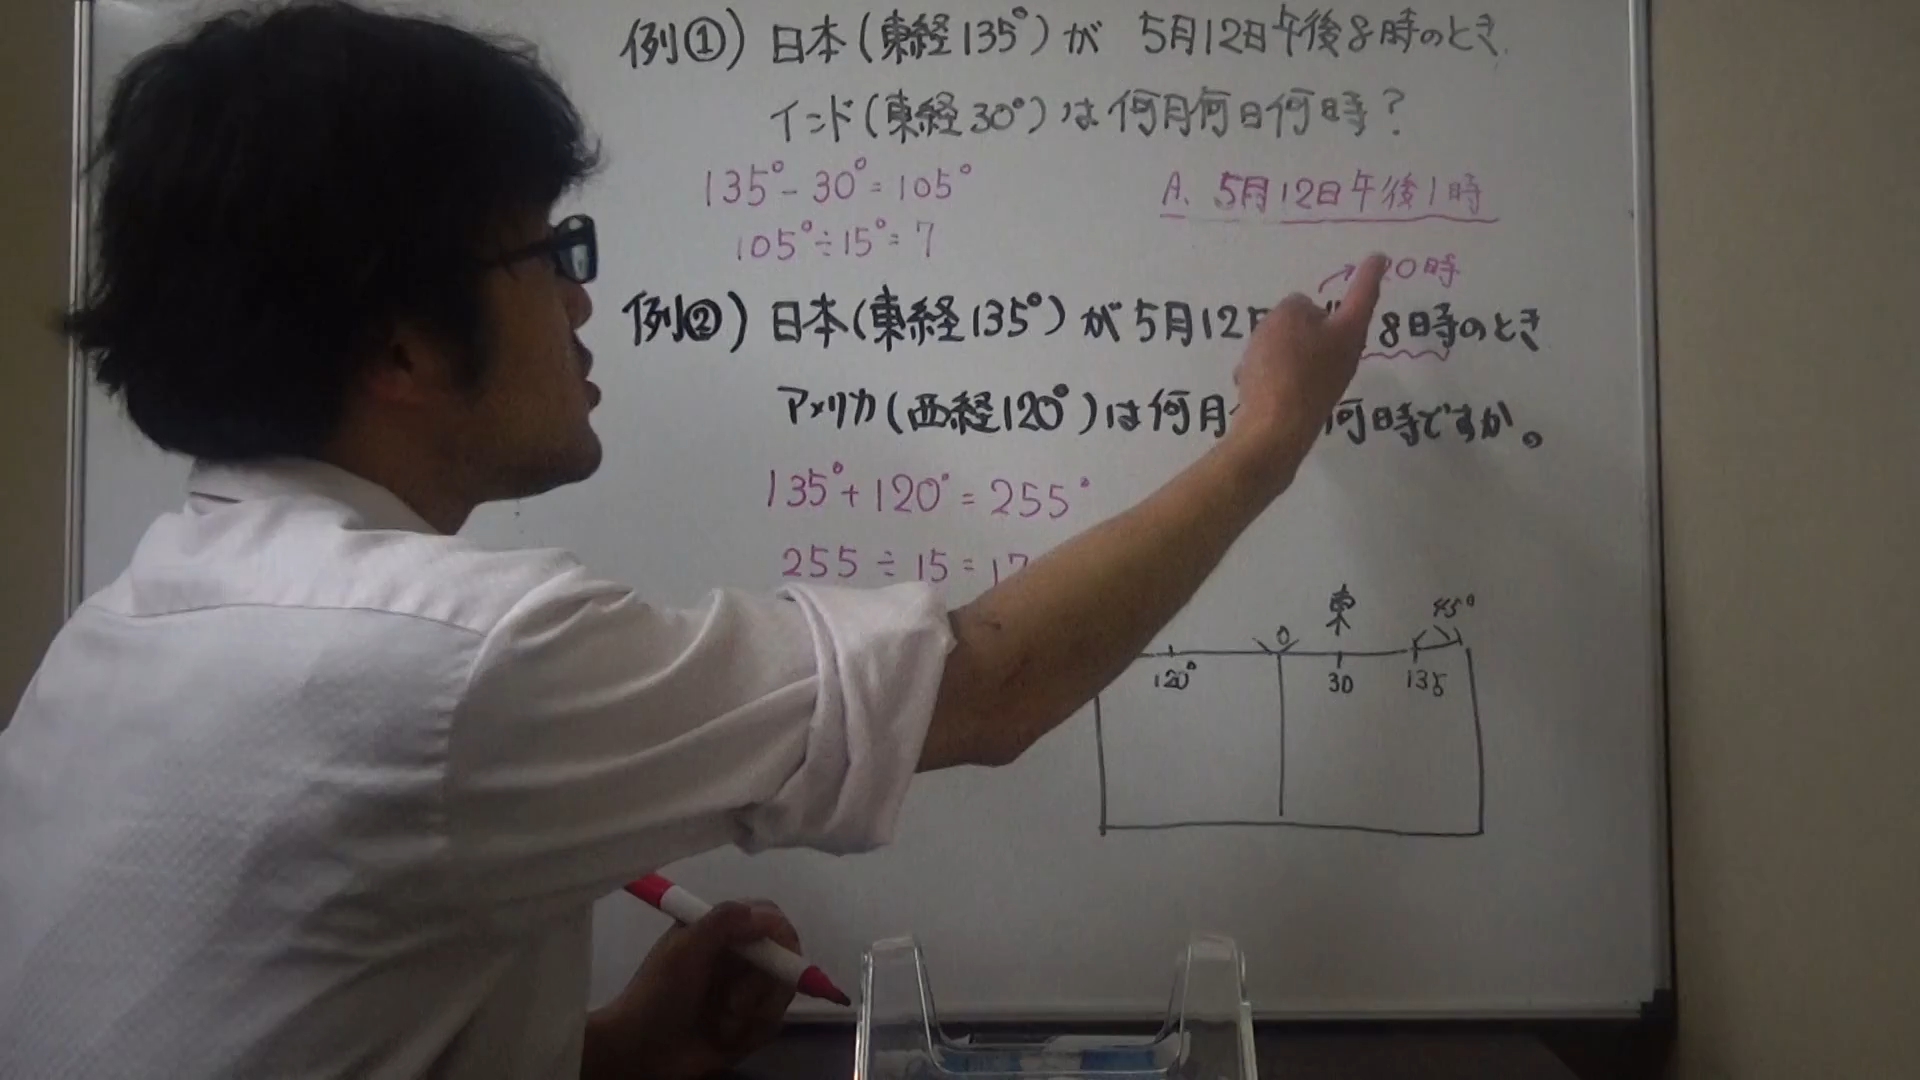 例①) 日本(東経135°)が 5月12日午後8時のとき
インド(東経30°)は何月何日何時?
135°-30°=105°
A. 5月12日午後1時
105°÷15°=7
20時
例②) 日本(東経135°)が5月12日 8時のとき
アメリカ(西経120°)は何月 何時ですか。
135°+120°=255°
255÷15=17
東
45°
0
120°
30
135